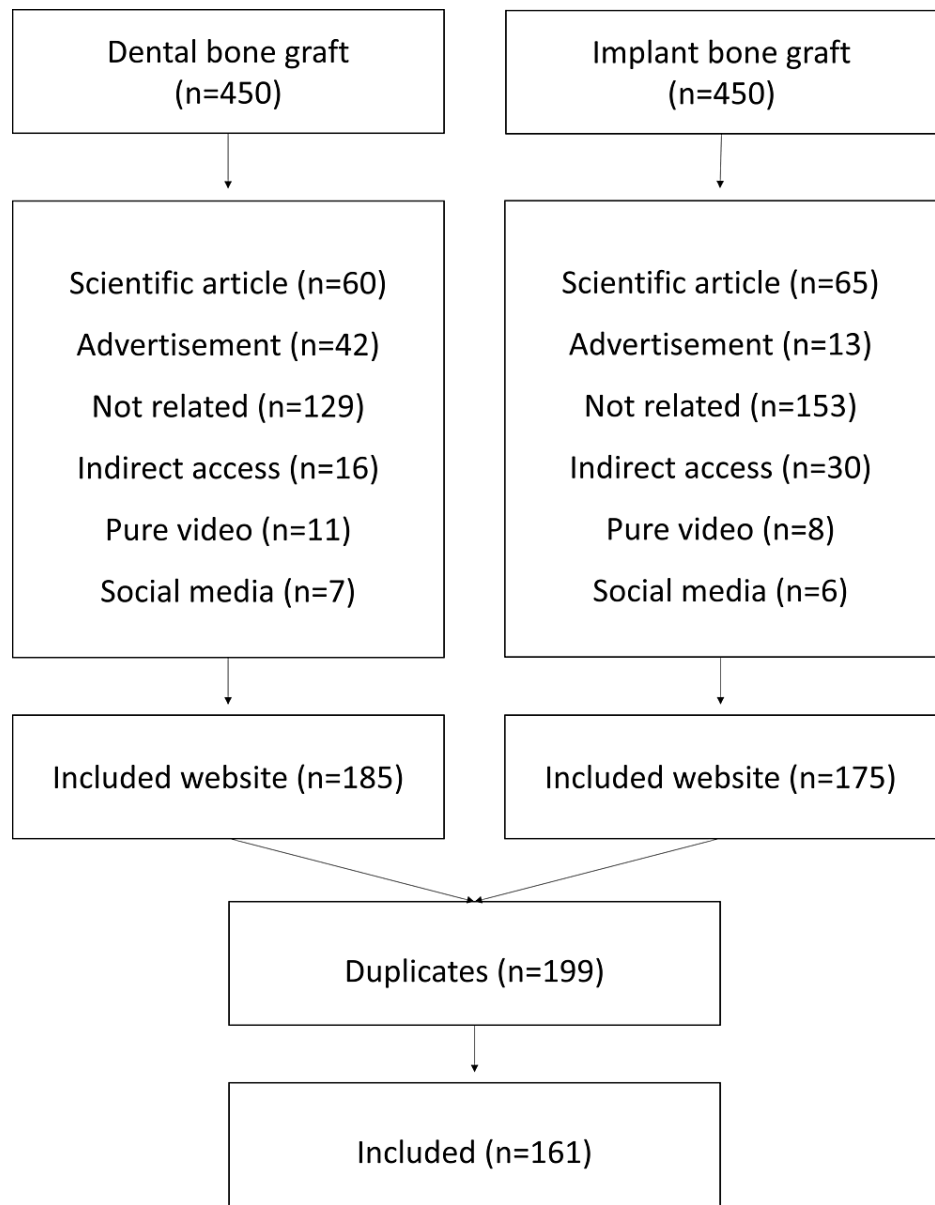 Dental bone graft
(n=450)
Implant bone graft
(n=450)
Scientific article (n=60)
Advertisement (n=42)
Not related (n=129)
Indirect access (n=16)
Pure video (n=11)
Social media (n=7)
Scientific article (n=65)
Advertisement (n=13)
Not related (n=153)
Indirect access (n=30)
Pure video (n=8)
Social media (n=6)
Included website (n=185)
Included website (n=175)
Duplicates (n=199)
Included (n=161)